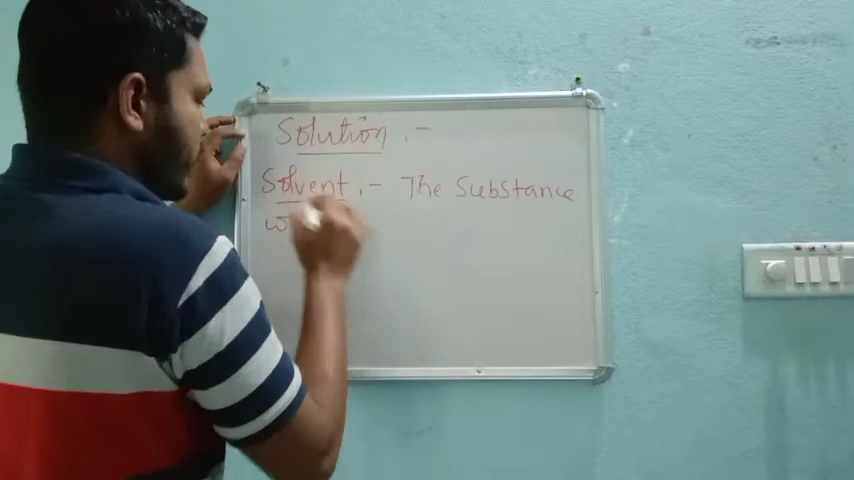 Solution :-
Solvent :- The Substance